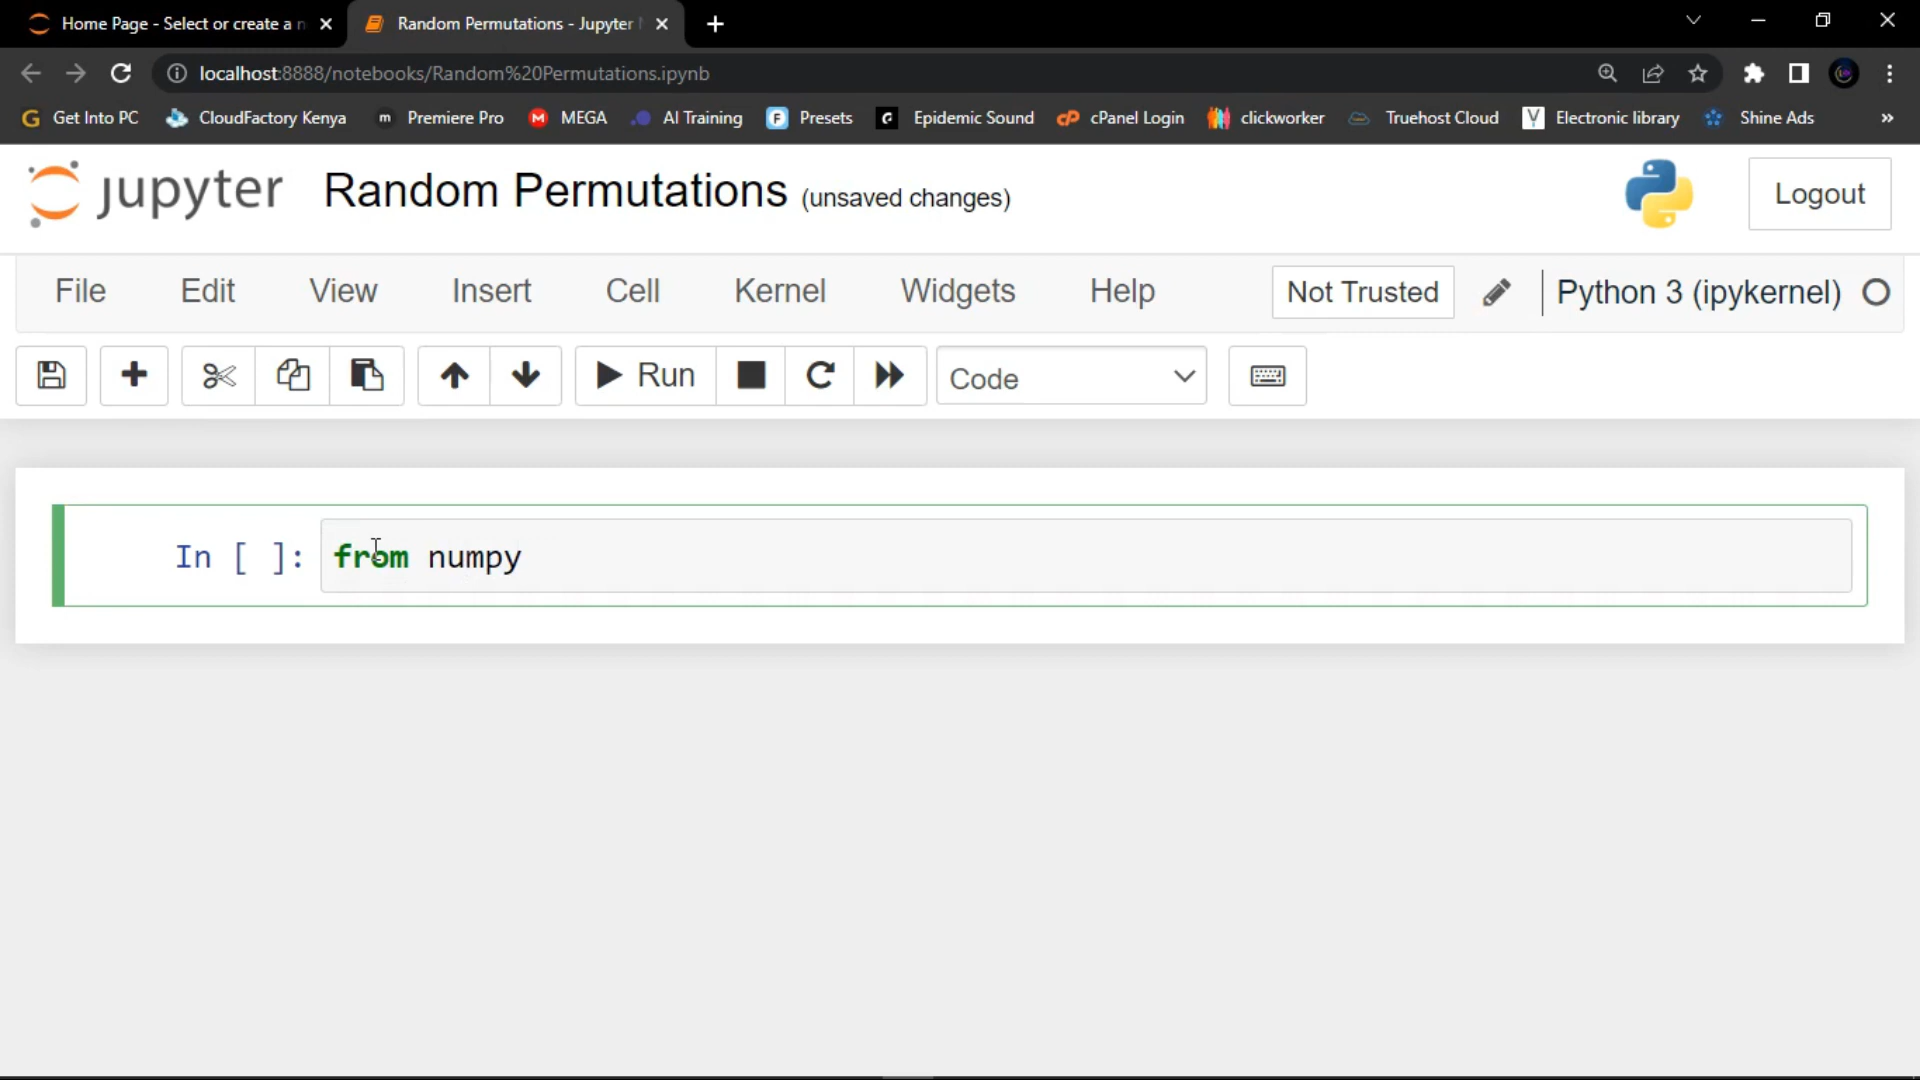 Home Page - Select or create a n
Random Permutations - Jupyter
localhost:8888/notebooks/Random%20Permutations.ipynb
G Get Into PC CloudFactory Kenya m Premiere Pro M MEGA AI Training F Presets Epidemic Sound cP cPanel Login clickworker Truehost Cloud Y Electronic library Shine Ads »
jupyter Random Permutations (unsaved changes) Logout
File Edit View Insert Cell Kernel Widgets Help Not Trusted Python 3 (ipykernel)
Run Code
In [ ]: from numpy